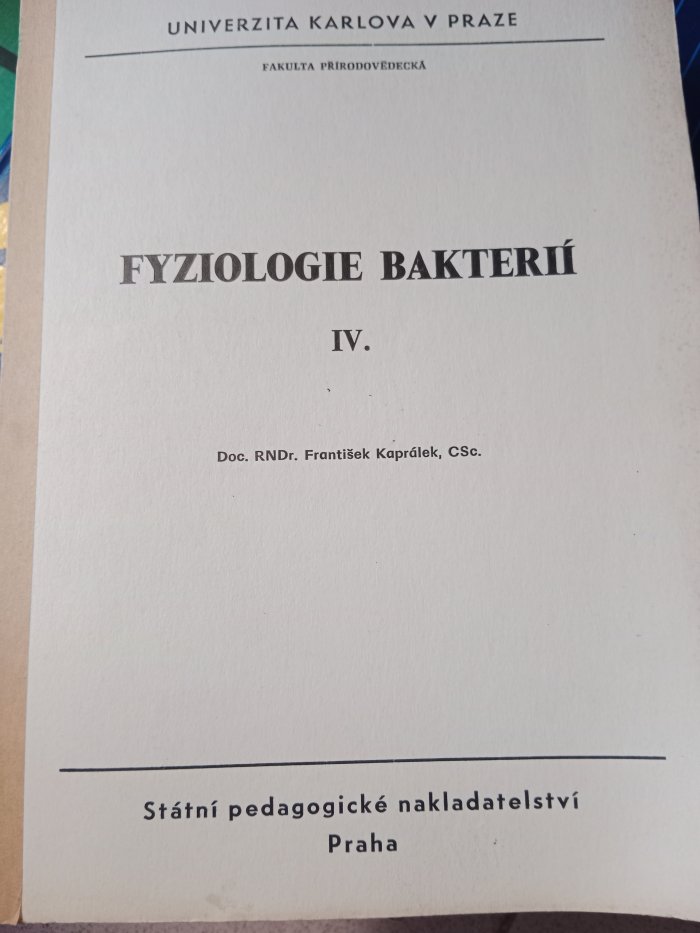 UNIVERZITA KARLOVA V PRAZE
FAKULTA PŘÍRODOVĚDECKÁ
FYZIOLOGIE BAKTERIÍ
IV.
Doc. RNDr. František Kaprálek, CSc.
Státní pedagogické nakladatelství
Praha